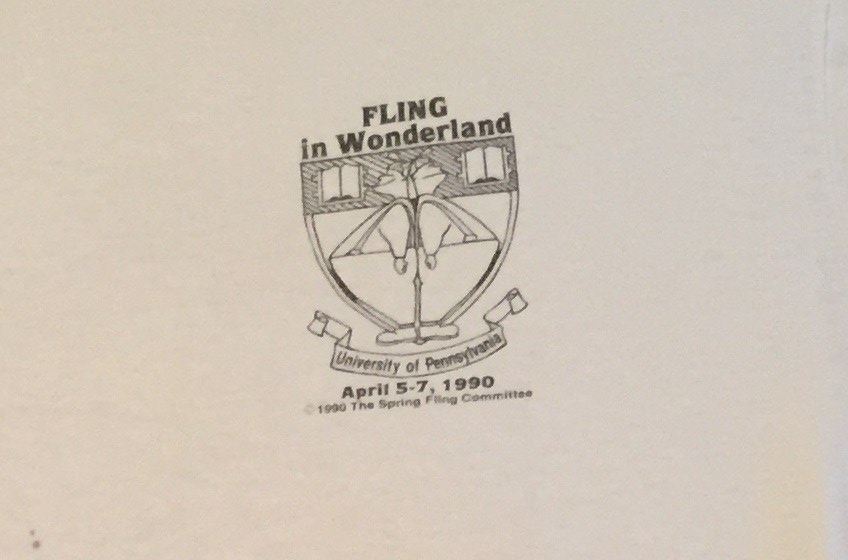 FLING
in Wonderland
University of Pennsylvania
April 5-7, 1990
© 1990 The Spring Fling Committee